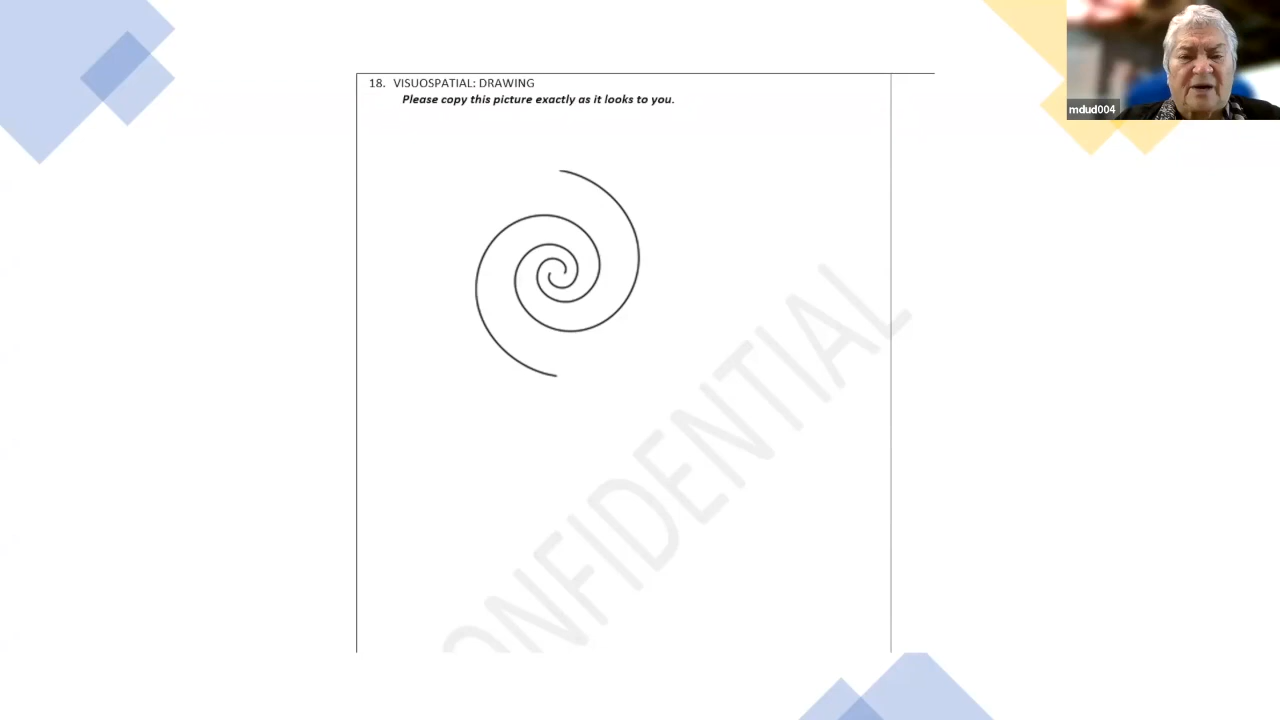 18. VISUOSPATIAL: DRAWING
Please copy this picture exactly as it looks to you.
mdud004
ONFIDENTIAL